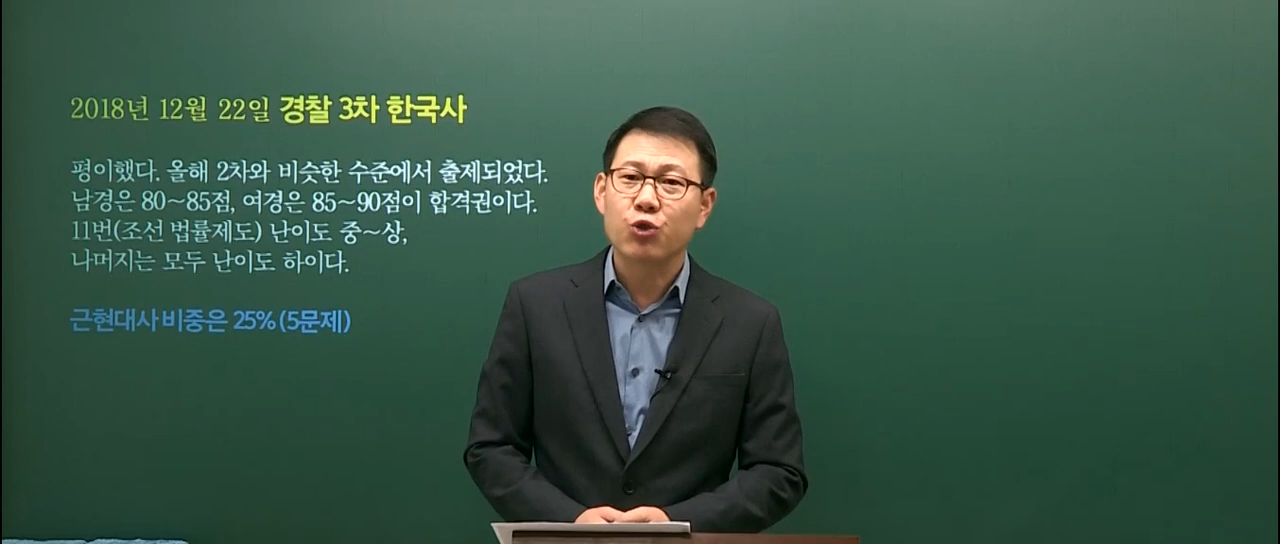 2018년 12월 22일 경찰 3차 한국사
평이했다. 올해 2차와 비슷한 수준에서 출제되었다.
남경은 80~85점, 여경은 85~90점이 합격권이다.
11번(조선 법률제도) 난이도 중~상,
나머지는 모두 난이도 하이다.
근현대사 비중은 25% (5문제)